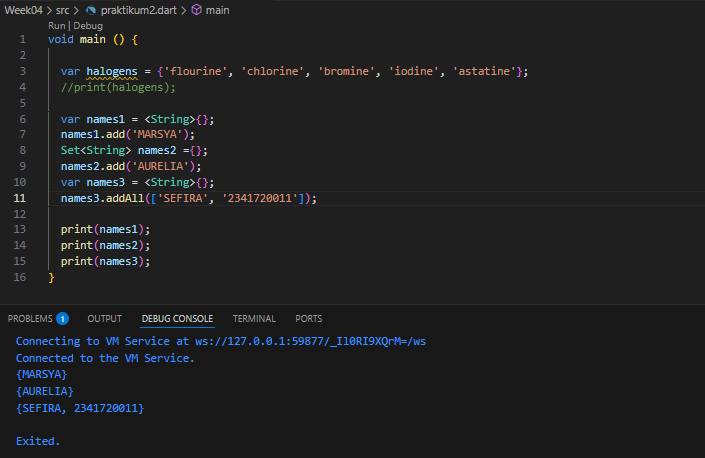 Week04 > src > praktikum2.dart > main
Run | Debug
1 void main () {
2
3 var halogens = {'flourine', 'chlorine', 'bromine', 'iodine', 'astatine'};
4 //print(halogens);
5
6 var names1 = <String>{};
7 names1.add('MARSYA');
8 Set<String> names2 ={};
9 names2.add('AURELIA');
10 var names3 = <String>{};
11 names3.addAll(['SEFIRA', '2341720011']);
12
13 print(names1);
14 print(names2);
15 print(names3);
16 }
PROBLEMS 1 OUTPUT DEBUG CONSOLE TERMINAL PORTS
Connecting to VM Service at ws://127.0.0.1:59877/_Il0RI9XQrM=/ws
Connected to the VM Service.
{MARSYA}
{AURELIA}
{SEFIRA, 2341720011}
Exited.